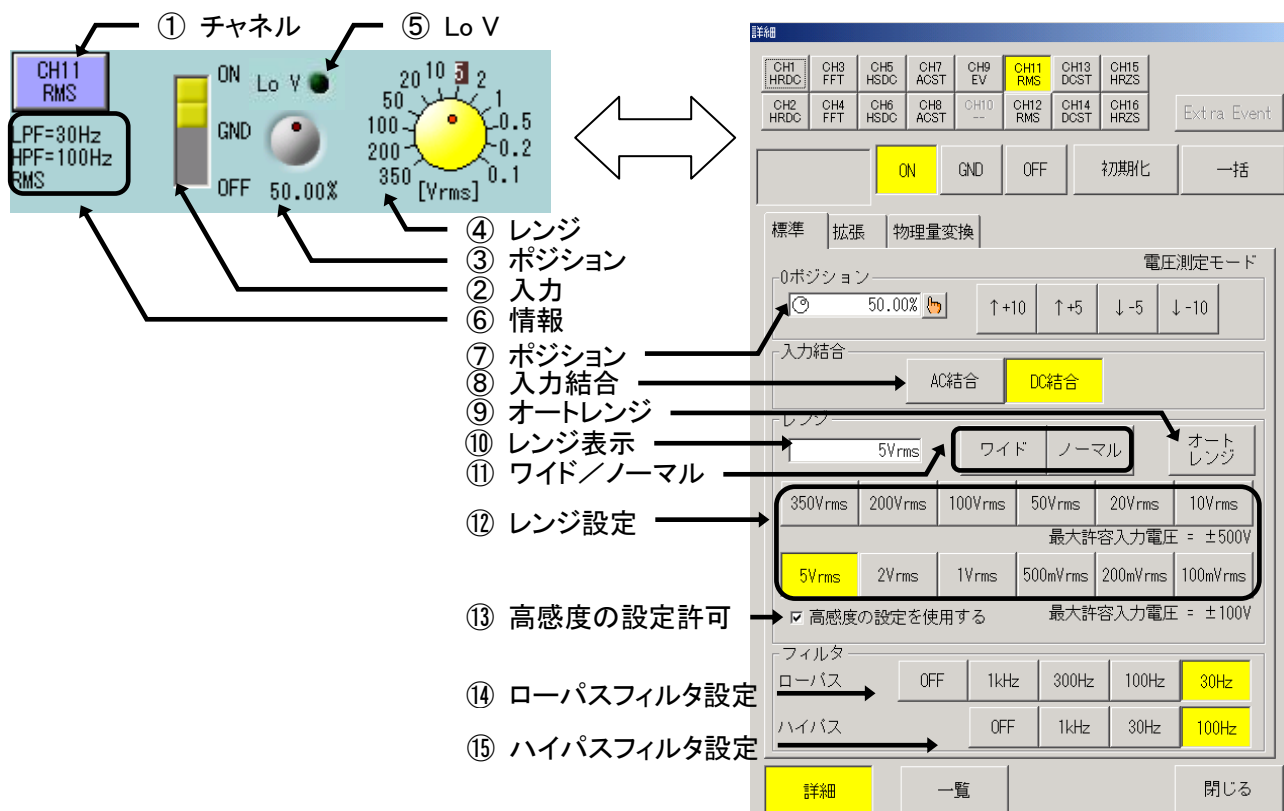 ① チャネル
⑤ Lo V
CH11
RMS
LPF=30Hz
HPF=100Hz
RMS
ON
GND
OFF
Lo V
50.00%
350
200
100
50
20
10
5
2
1
0.5
0.2
0.1
[Vrms]
④ レンジ
③ ポジション
② 入力
⑥ 情報
⑦ ポジション
⑧ 入力結合
⑨ オートレンジ
⑩ レンジ表示
⑪ ワイド／ノーマル
⑫ レンジ設定
⑬ 高感度の設定許可
⑭ ローパスフィルタ設定
⑮ ハイパスフィルタ設定
詳細
CH1 HRDC CH3 FFT CH5 HSDC CH7 ACST CH9 EV CH11 RMS CH13 DCST CH15 HRZS
CH2 HRDC CH4 FFT CH6 HSDC CH8 ACST CH10 -- CH12 RMS CH14 DCST CH16 HRZS
Extra Event
ON GND OFF 初期化 一括
標準 拡張 物理量変換
電圧測定モード
0ポジション
50.00% ↑+10 ↑+5 ↓-5 ↓-10
入力結合
AC結合 DC結合
レンジ
5Vrms ワイド ノーマル オートレンジ
350Vrms 200Vrms 100Vrms 50Vrms 20Vrms 10Vrms
最大許容入力電圧 = ±500V
5Vrms 2Vrms 1Vrms 500mVrms 200mVrms 100mVrms
高感度の設定を使用する 最大許容入力電圧 = ±100V
フィルタ
ローパス OFF 1kHz 300Hz 100Hz 30Hz
ハイパス OFF 1kHz 30Hz 100Hz
詳細 一覧 閉じる